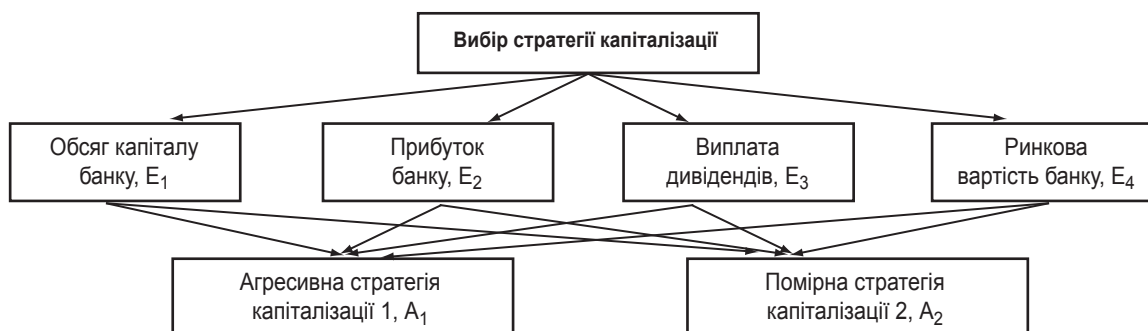 Вибір стратегії капіталізації
Обсяг капіталу
банку, E₁
Прибуток
банку, E₂
Виплата
дивідендів, E₃
Ринкова
вартість банку, E₄
Агресивна стратегія
капіталізації 1, A₁
Помірна стратегія
капіталізації 2, A₂